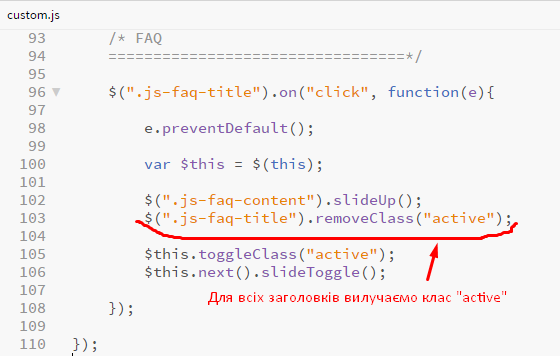 custom.js
93 /* FAQ
94 =================================*/
95
96 $(".js-faq-title").on("click", function(e){
97
98 e.preventDefault();
99
100 var $this = $(this);
101
102 $(".js-faq-content").slideUp();
103 $(".js-faq-title").removeClass("active");
104
105 $this.toggleClass("active");
106 $this.next().slideToggle();
107
Для всіх заголовків вилучаємо клас "active"
108 });
109
110 });